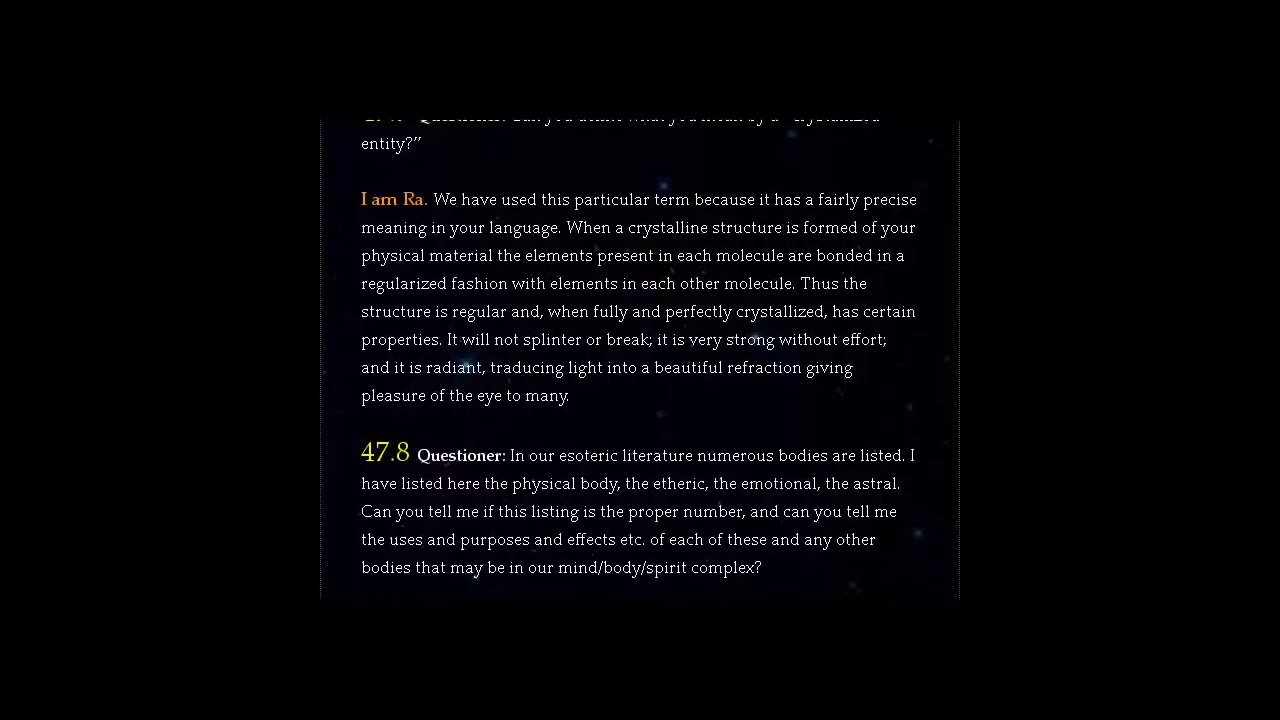 entity?”
I am Ra. We have used this particular term because it has a fairly precise
meaning in your language. When a crystalline structure is formed of your
physical material the elements present in each molecule are bonded in a
regularized fashion with elements in each other molecule. Thus the
structure is regular and, when fully and perfectly crystallized, has certain
properties. It will not splinter or break; it is very strong without effort;
and it is radiant, traducing light into a beautiful refraction giving
pleasure of the eye to many.
47.8 Questioner: In our esoteric literature numerous bodies are listed. I
have listed here the physical body, the etheric, the emotional, the astral.
Can you tell me if this listing is the proper number, and can you tell me
the uses and purposes and effects etc. of each of these and any other
bodies that may be in our mind/body/spirit complex?